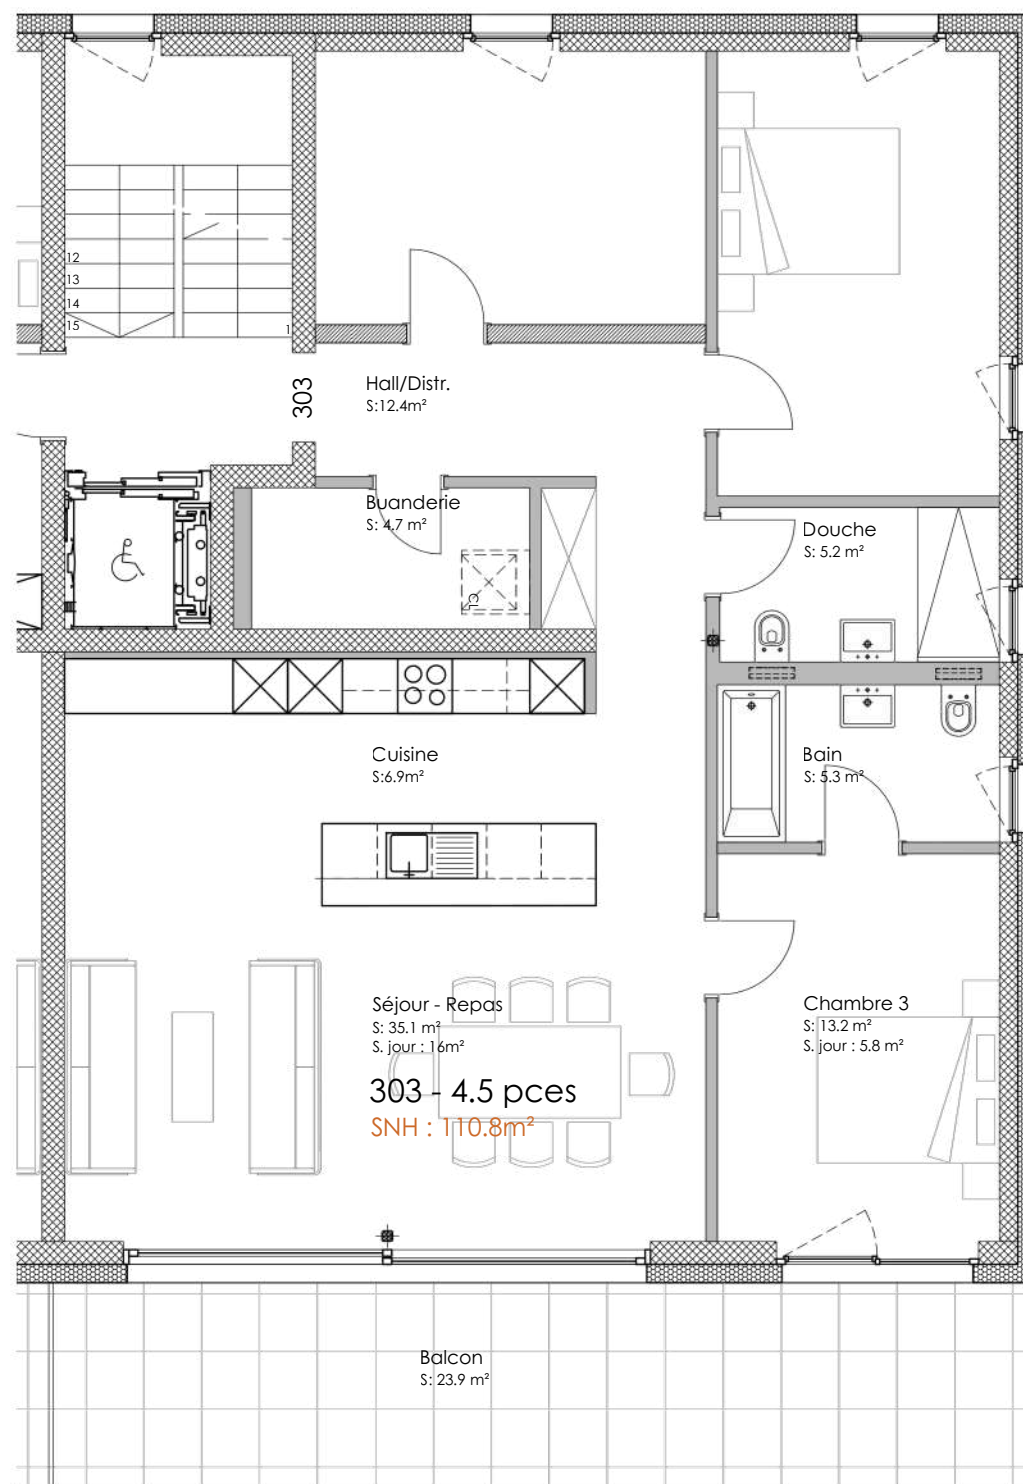 12
13
14
15
1
303
Hall/Distr.
S:12.4m²
Buanderie
S: 4.7 m²
CL
Douche
S: 5.2 m²
Cuisine
S:6.9m²
Bain
S: 5.3 m²
Séjour - Repas
S: 35.1 m²
S. jour : 16m²
303 - 4.5 pces
SNH : 110.8m²
Chambre 3
S: 13.2 m²
S. jour : 5.8 m²
Balcon
S: 23.9 m²